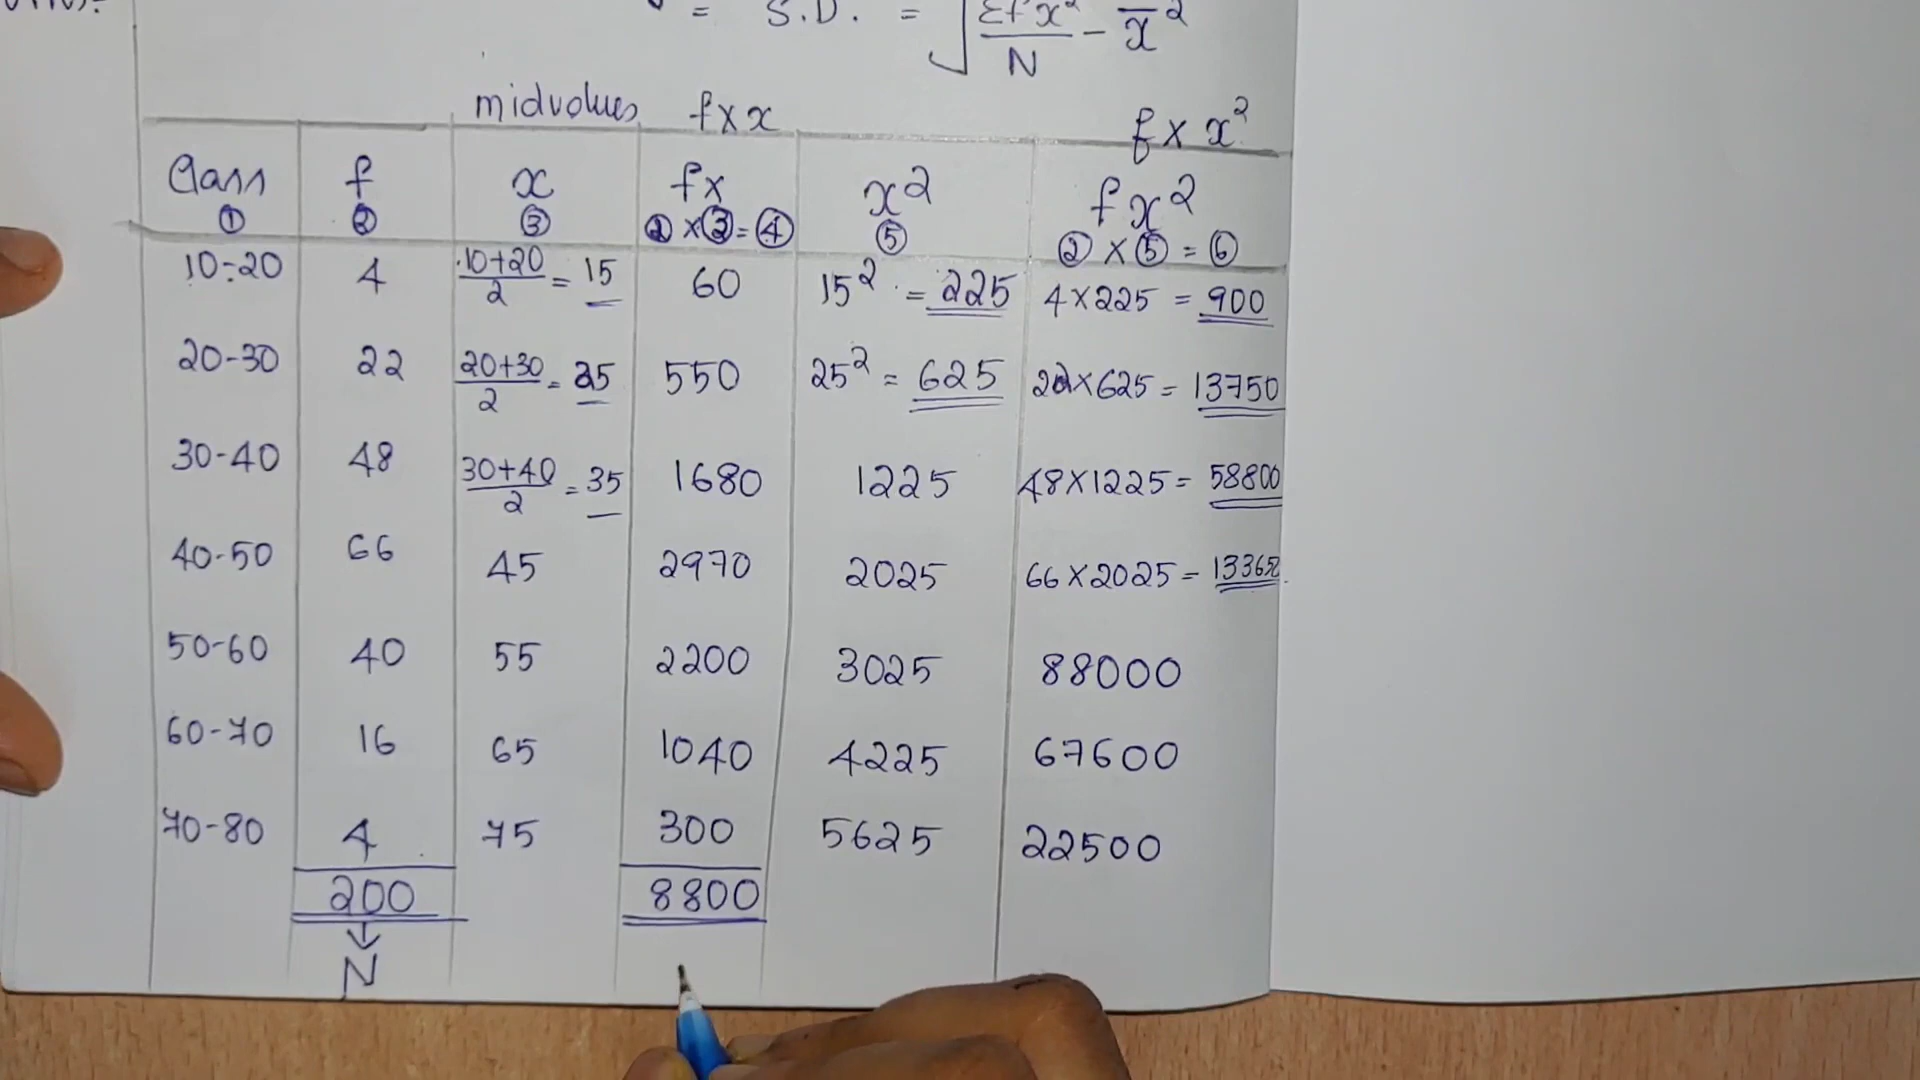 = S.D. = √ Σfx² / N - x̄²
midvalues f×x f×x²
Class f x fx x² fx²
① ② ③ ②×③=④ ⑤ ②×⑤=⑥
10-20 4 10+20/2 = 15 60 15² = 225 4×225 = 900
20-30 22 20+30/2 = 25 550 25² = 625 22×625 = 13750
30-40 48 30+40/2 = 35 1680 1225 48×1225 = 58800
40-50 66 45 2970 2025 66×2025 = 133650
50-60 40 55 2200 3025 88000
60-70 16 65 1040 4225 67600
70-80 4 75 300 5625 22500
200 8800
↓
N